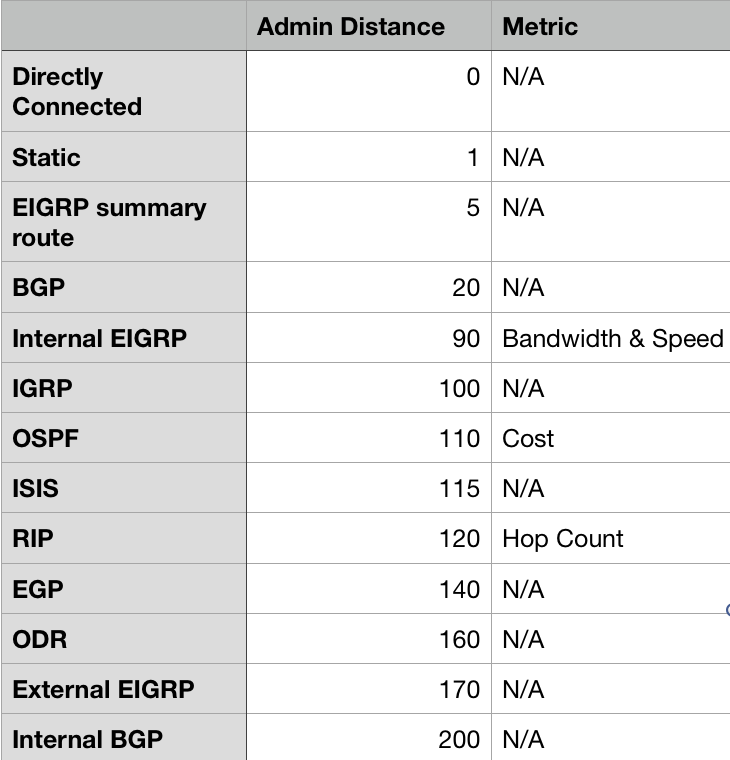 Admin Distance Metric
Directly
Connected
0 N/A
Static 1 N/A
EIGRP summary
route
5 N/A
BGP 20 N/A
Internal EIGRP 90 Bandwidth & Speed
IGRP 100 N/A
OSPF 110 Cost
ISIS 115 N/A
RIP 120 Hop Count
EGP 140 N/A
ODR 160 N/A
External EIGRP 170 N/A
Internal BGP 200 N/A